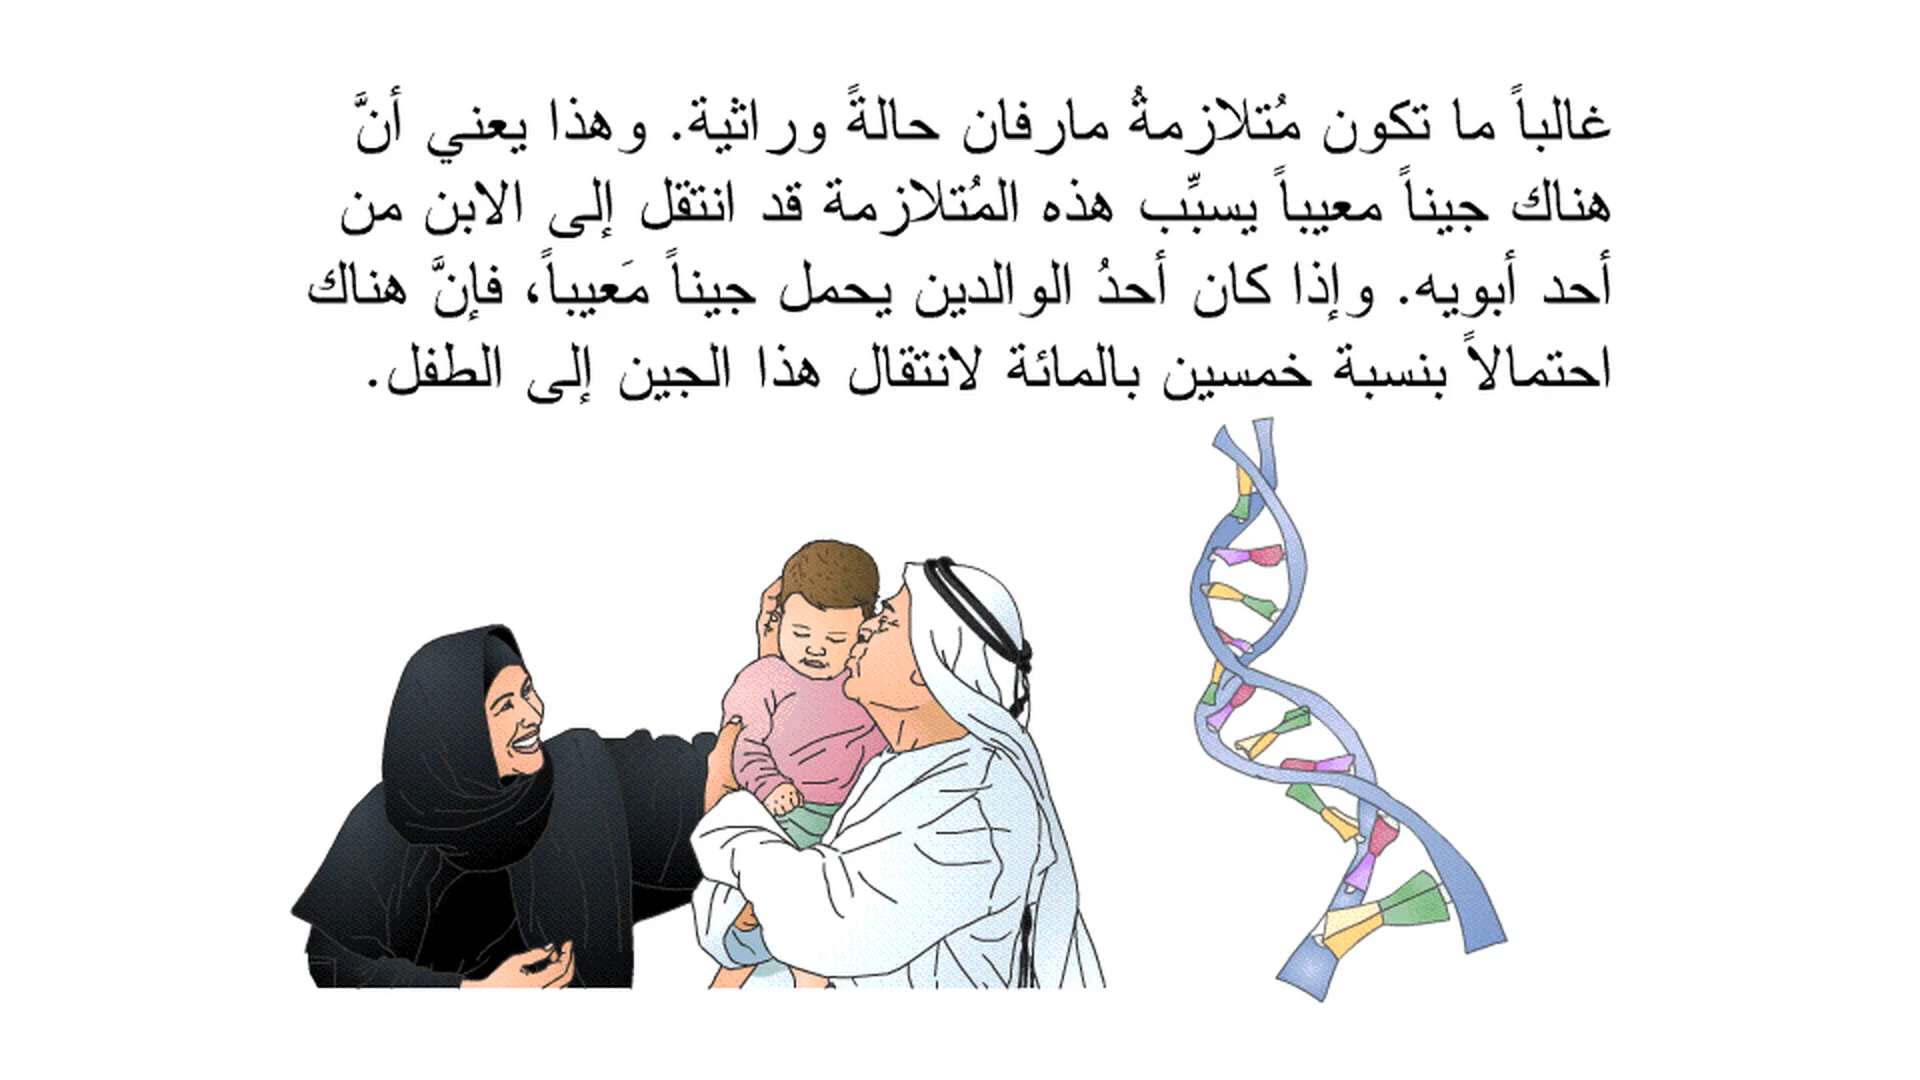 غالباً ما تكون مُتلازمةُ مارفان حالةً وراثية. وهذا يعني أنَّ
هناك جيناً معيباً يسبِّب هذه المُتلازمة قد انتقل إلى الابن من
أحد أبويه. وإذا كان أحدُ الوالدين يحمل جيناً مَعيباً، فإنَّ هناك
احتمالاً بنسبة خمسين بالمائة لانتقال هذا الجين إلى الطفل.